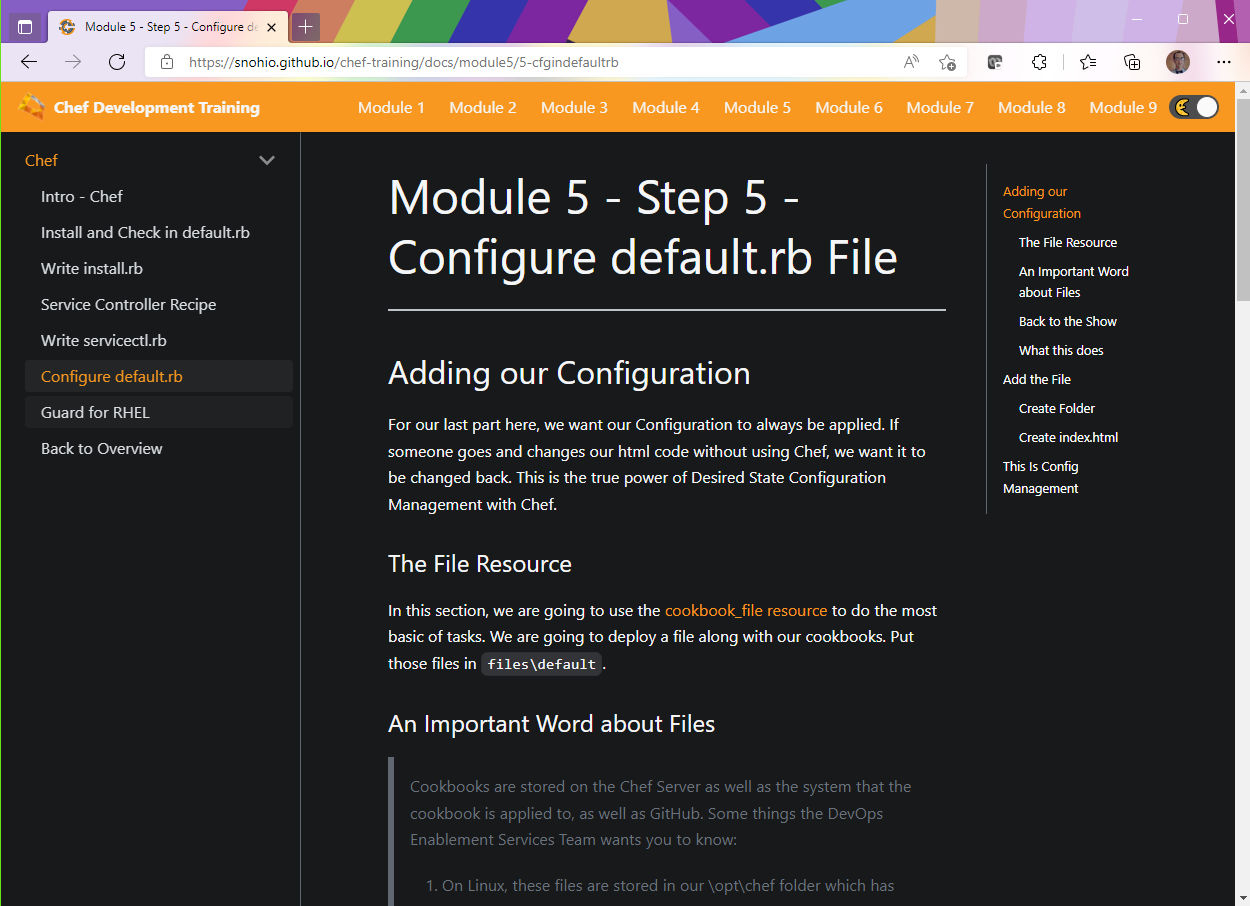 Module 5 - Step 5 - Configure de
https://snohio.github.io/chef-training/docs/module5/5-cfgindefaultrb
Chef Development Training
Module 1 Module 2 Module 3 Module 4 Module 5 Module 6 Module 7 Module 8 Module 9
Chef
Intro - Chef
Install and Check in default.rb
Write install.rb
Service Controller Recipe
Write servicectl.rb
Configure default.rb
Guard for RHEL
Back to Overview
Module 5 - Step 5 -
Configure default.rb File
Adding our Configuration
For our last part here, we want our Configuration to always be applied. If
someone goes and changes our html code without using Chef, we want it to
be changed back. This is the true power of Desired State Configuration
Management with Chef.
The File Resource
In this section, we are going to use the cookbook_file resource to do the most
basic of tasks. We are going to deploy a file along with our cookbooks. Put
those files in files\default.
An Important Word about Files
Cookbooks are stored on the Chef Server as well as the system that the
cookbook is applied to, as well as GitHub. Some things the DevOps
Enablement Services Team wants you to know:
1. On Linux, these files are stored in our \opt\chef folder which has
Adding our
Configuration
The File Resource
An Important Word
about Files
Back to the Show
What this does
Add the File
Create Folder
Create index.html
This Is Config
Management